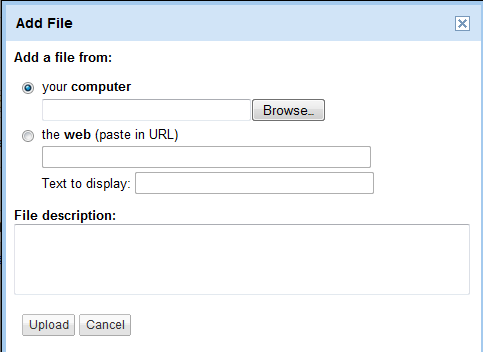 Add File
Add a file from:
your computer
Browse...
the web (paste in URL)
Text to display:
File description:
Upload Cancel